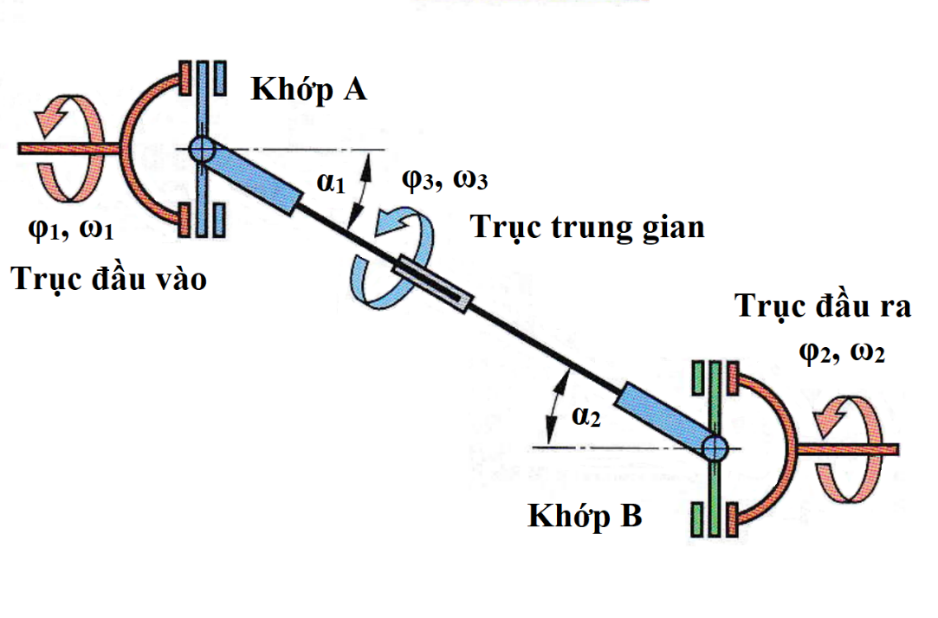 Khớp A
α1
φ3, ω3
φ1, ω1
Trục trung gian
Trục đầu vào
Trục đầu ra
φ2, ω2
α2
Khớp B